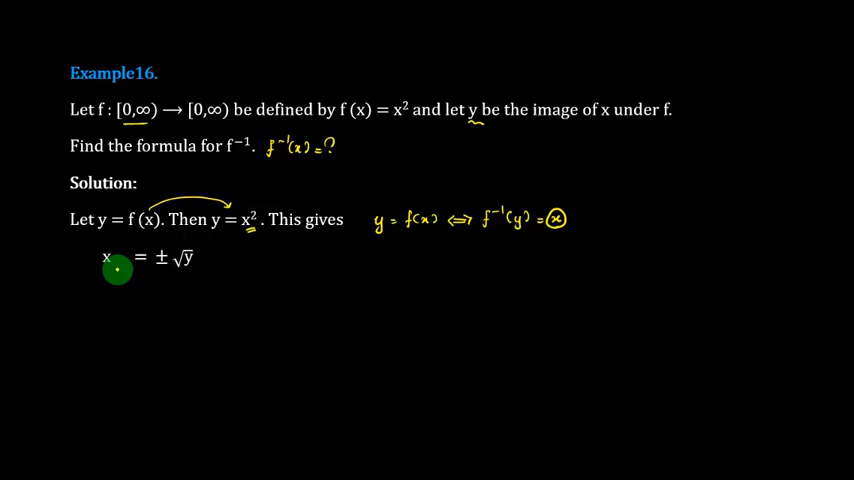 Example16.
Let f : [0,∞) ⟶ [0,∞) be defined by f (x) = x² and let y be the image of x under f.
Find the formula for f⁻¹. f⁻¹(x) = ?
Solution:
Let y = f (x). Then y = x² . This gives y = f(x) ⟺ f⁻¹(y) = x
x = ± √y